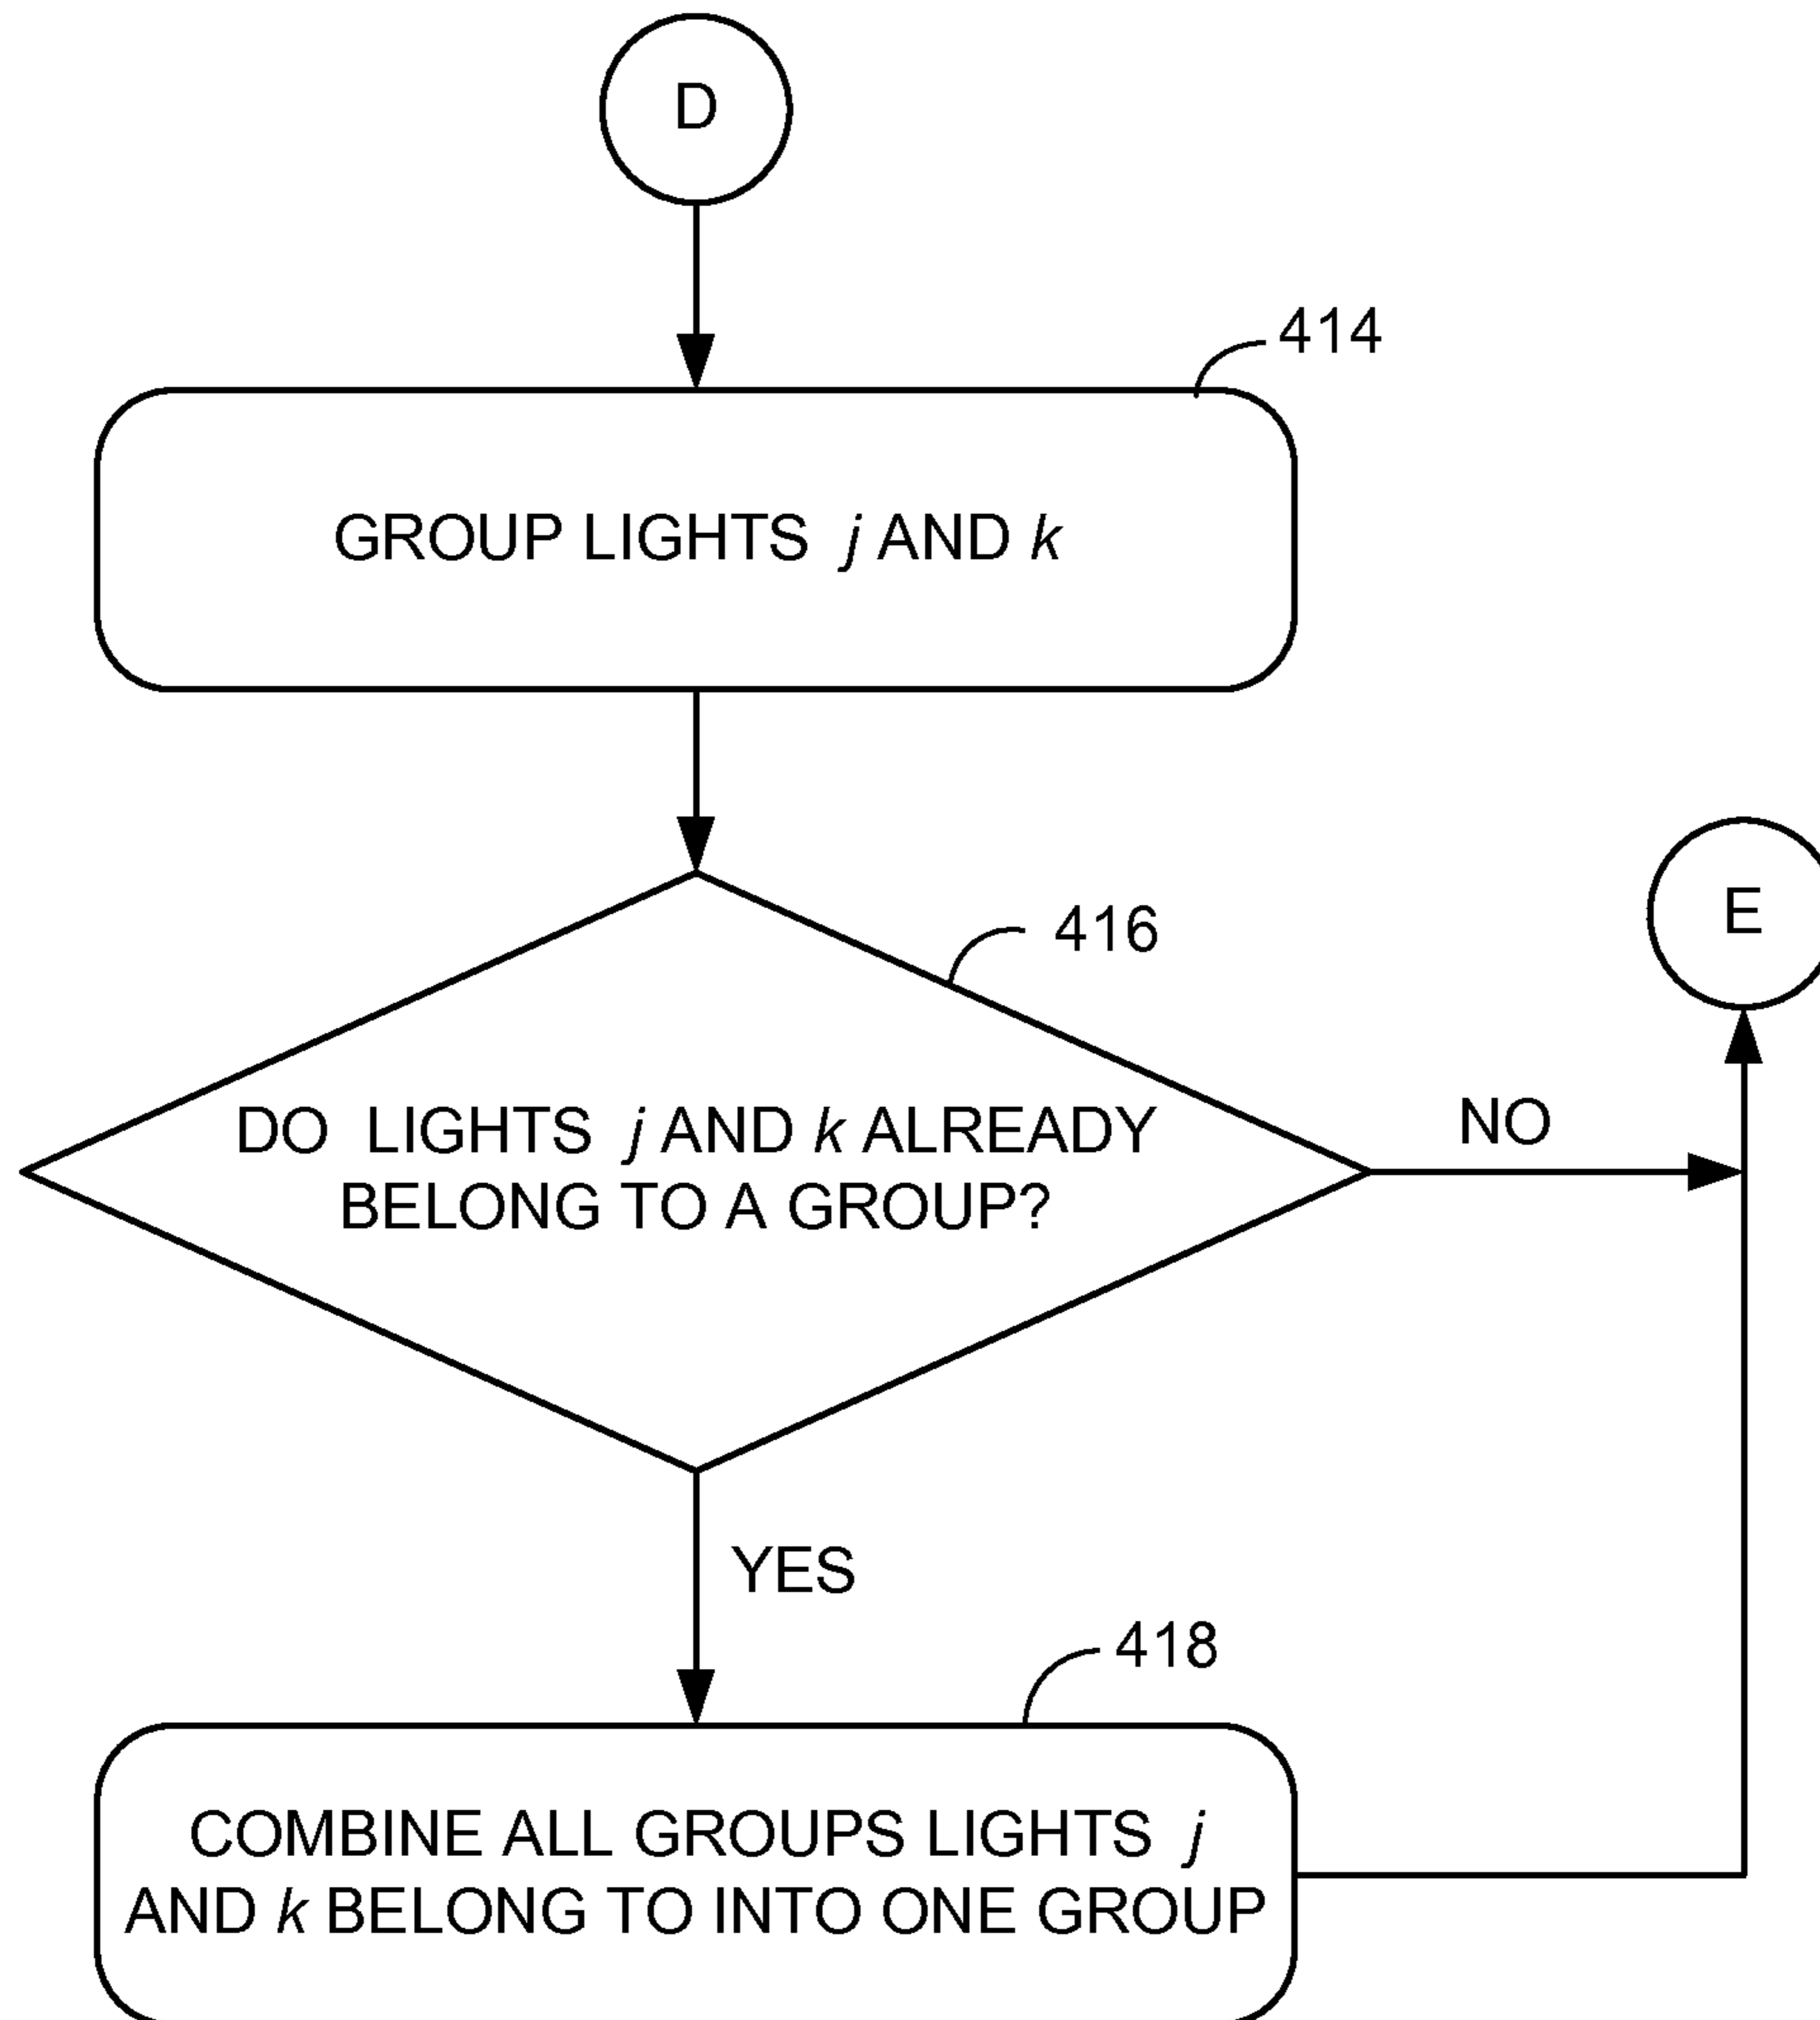 D
414
GROUP LIGHTS j AND k
416
E
DO LIGHTS j AND k ALREADY
BELONG TO A GROUP?
NO
YES
418
COMBINE ALL GROUPS LIGHTS j
AND k BELONG TO INTO ONE GROUP